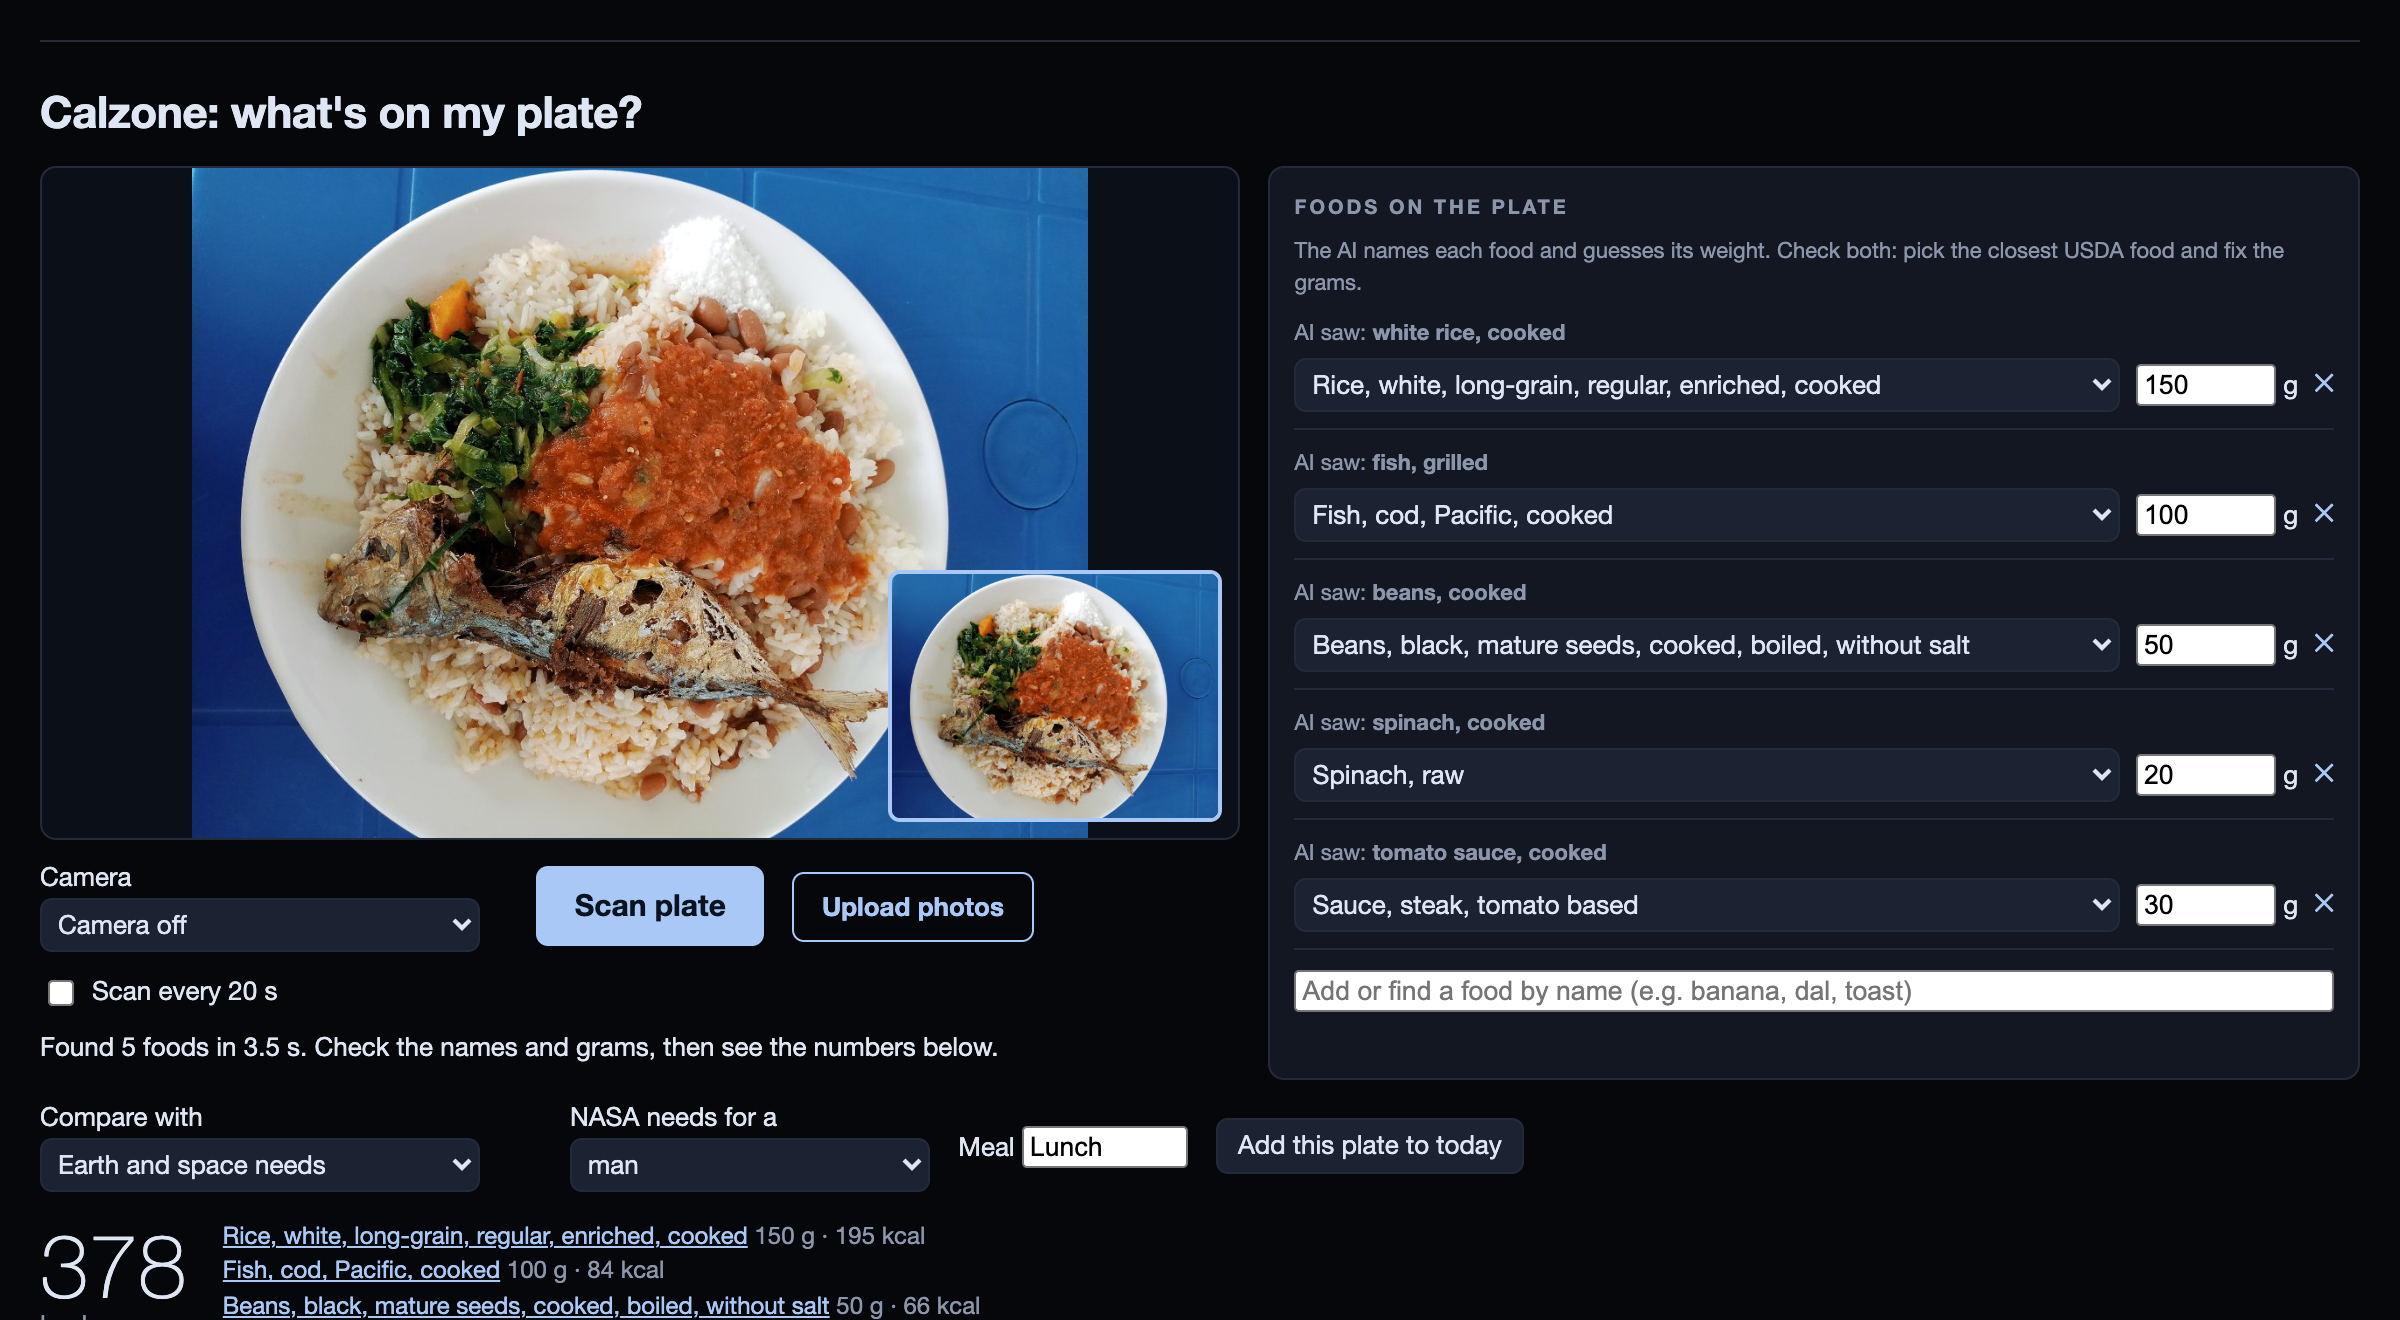 Calzone: what's on my plate?
FOODS ON THE PLATE
The AI names each food and guesses its weight. Check both: pick the closest USDA food and fix the
grams.
AI saw: white rice, cooked
Rice, white, long-grain, regular, enriched, cooked 150 g ×
AI saw: fish, grilled
Fish, cod, Pacific, cooked 100 g ×
AI saw: beans, cooked
Beans, black, mature seeds, cooked, boiled, without salt 50 g ×
AI saw: spinach, cooked
Spinach, raw 20 g ×
AI saw: tomato sauce, cooked
Sauce, steak, tomato based 30 g ×
Add or find a food by name (e.g. banana, dal, toast)
Camera
Camera off
Scan plate
Upload photos
Scan every 20 s
Found 5 foods in 3.5 s. Check the names and grams, then see the numbers below.
Compare with
Earth and space needs
NASA needs for a
man
Meal Lunch
Add this plate to today
378
Rice, white, long-grain, regular, enriched, cooked 150 g · 195 kcal
Fish, cod, Pacific, cooked 100 g · 84 kcal
Beans, black, mature seeds, cooked, boiled, without salt 50 g · 66 kcal